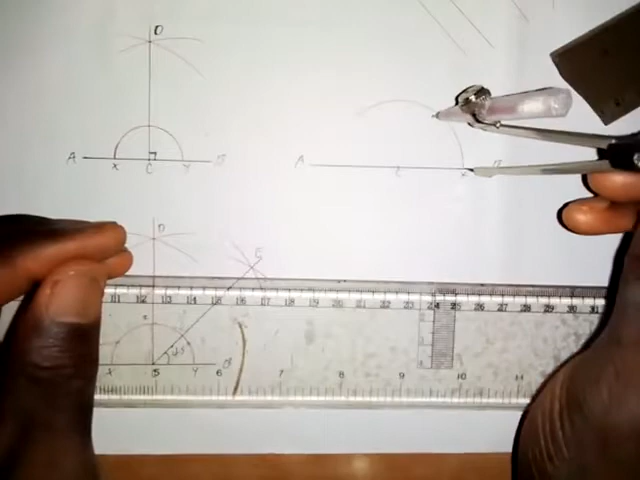 D
A X C Y B
A C X B
D
E
11 12 13 14 15 16 17 18 19 20 21 22 23 24 25 26 27 28 29 30 31
45
X Y B
5 6 7 8 9 10 11